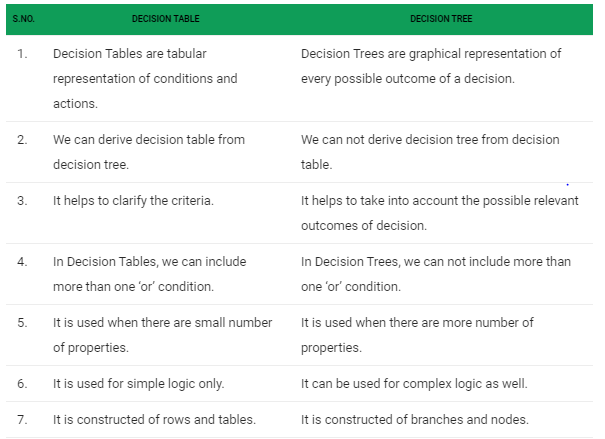 S.NO. DECISION TABLE DECISION TREE
1. Decision Tables are tabular Decision Trees are graphical representation of
representation of conditions and every possible outcome of a decision.
actions.
2. We can derive decision table from We can not derive decision tree from decision
decision tree. table.
3. It helps to clarify the criteria. It helps to take into account the possible relevant
outcomes of decision.
4. In Decision Tables, we can include In Decision Trees, we can not include more than
more than one ‘or’ condition. one ‘or’ condition.
5. It is used when there are small number It is used when there are more number of
of properties. properties.
6. It is used for simple logic only. It can be used for complex logic as well.
7. It is constructed of rows and tables. It is constructed of branches and nodes.